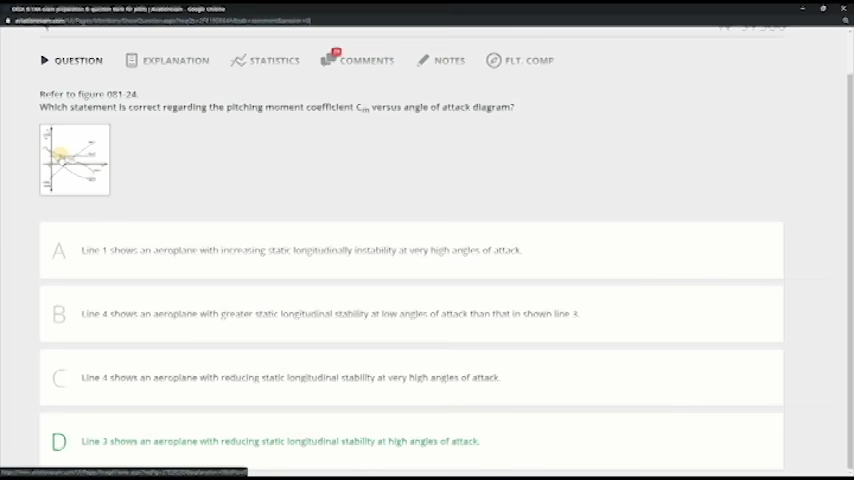 QUESTION
EXPLANATION
STATISTICS
COMMENTS
NOTES
FLT. COMP
Refer to figure 081-24.
Which statement is correct regarding the pitching moment coefficient Cm versus angle of attack diagram?
A Line 1 shows an aeroplane with increasing static longitudinally instability at very high angles of attack.
B Line 4 shows an aeroplane with greater static longitudinal stability at low angles of attack than that in shown line 3.
C Line 4 shows an aeroplane with reducing static longitudinal stability at very high angles of attack.
D Line 3 shows an aeroplane with reducing static longitudinal stability at high angles of attack.